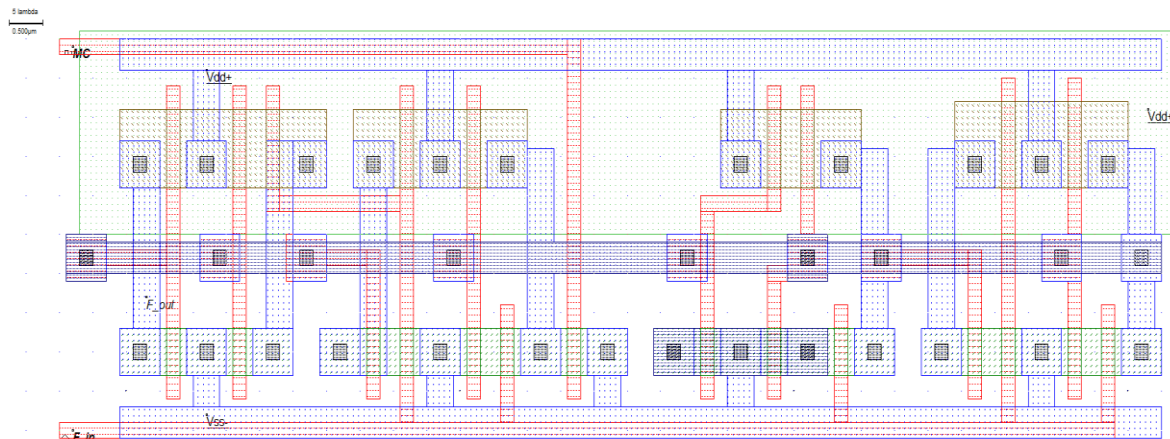 5 lambda
0.500µm
MC
Vdd+
Vdd+
F_out
Vss-
F_in